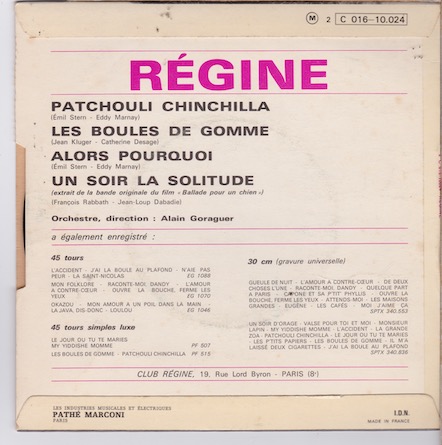 Ⓜ 2 C 016-10.024
RÉGINE
PATCHOULI CHINCHILLA
(Émil Stern - Eddy Marnay)
LES BOULES DE GOMME
(Jean Kluger - Catherine Desage)
ALORS POURQUOI
(Émil Stern - Eddy Marnay)
UN SOIR LA SOLITUDE
(extrait de la bande originale du film « Ballade pour un chien »)
(François Rabbath - Jean-Loup Dabadie)
Orchestre, direction : Alain Goraguer
a également enregistré :
45 tours
L'ACCIDENT - J'AI LA BOULE AU PLAFOND - N'AIE PAS
PEUR - LA SAINT-NICOLAS. EG 1088
MON FOLKLORE - RACONTE-MOI, DANDY - L'AMOUR
A CONTRE-CŒUR - OUVRE LA BOUCHE, FERME LES
YEUX EG 1070
OKAZOU - MON AMOUR A UN POIL DANS LA MAIN -
LA JAVA, DIS-DONC - LOULOU EG 1046
45 tours simples luxe
LE JOUR OU TU TE MARIES
MY YIDDISHE MOMME PF 507
LES BOULES DE GOMME - PATCHOULI CHINCHILLA PF 515
30 cm (gravure universelle)
GUEULE DE NUIT - L'AMOUR A CONTRE-CŒUR - DE DEUX
CHOSES L'UNE - RACONTE-MOI DANDY - QUELQUE PART
A PARIS - CAPONE ET SA P'TIT PHYLLIS - OUVRE LA
BOUCHE, FERME LES YEUX - ATTENDS-MOI - LES MAISONS
GRANDES - EUGÈNE - LES CAFÉS - MOI J'AIME ÇA
SPTX 340.553
UN SOIR D'ORAGE - VALSE POUR TOI ET MOI - MONSIEUR
LAPIN - MY YIDDISHE MOMME - L'ACCIDENT - LA GRANDE
ZOA - PATCHOULI CHINCHILLA - LE JOUR OU TU TE MARIES
LES P'TITS PAPIERS - LES BOULES DE GOMME - IL M'A
LAISSÉ DEUX CIGARETTES - J'AI LA BOULE AU PLAFOND
SPTX 340.836
CLUB RÉGINE, 19, Rue Lord Byron - PARIS (8e)
LES INDUSTRIES MUSICALES ET ÉLECTRIQUES
PATHÉ MARCONI
PARIS
I.D.N.
MADE IN FRANCE